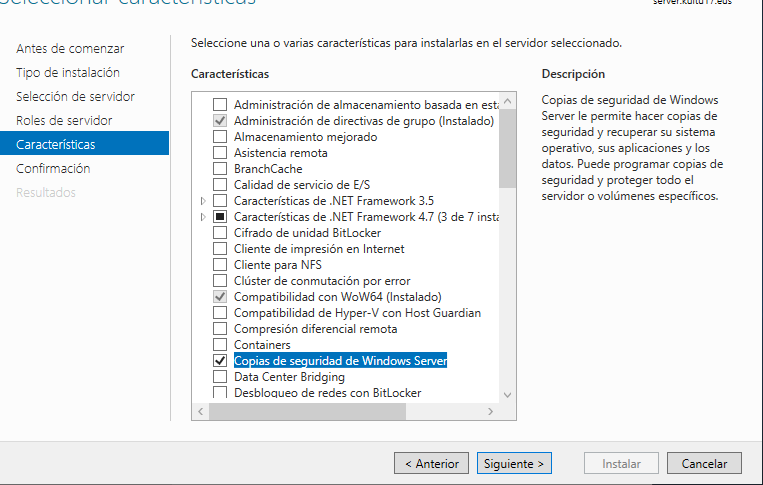 Seleccionar características
server.kultu17.eus
Antes de comenzar
Tipo de instalación
Selección de servidor
Roles de servidor
Características
Confirmación
Resultados
Seleccione una o varias características para instalarlas en el servidor seleccionado.
Características
Administración de almacenamiento basada en está
Administración de directivas de grupo (Instalado)
Almacenamiento mejorado
Asistencia remota
BranchCache
Calidad de servicio de E/S
Características de .NET Framework 3.5
Características de .NET Framework 4.7 (3 de 7 insta
Cifrado de unidad BitLocker
Cliente de impresión en Internet
Cliente para NFS
Clúster de conmutación por error
Compatibilidad con WoW64 (Instalado)
Compatibilidad de Hyper-V con Host Guardian
Compresión diferencial remota
Containers
Copias de seguridad de Windows Server
Data Center Bridging
Desbloqueo de redes con BitLocker
Descripción
Copias de seguridad de Windows
Server le permite hacer copias de
seguridad y recuperar su sistema
operativo, sus aplicaciones y los
datos. Puede programar copias de
seguridad y proteger todo el
servidor o volúmenes específicos.
< Anterior
Siguiente >
Instalar
Cancelar